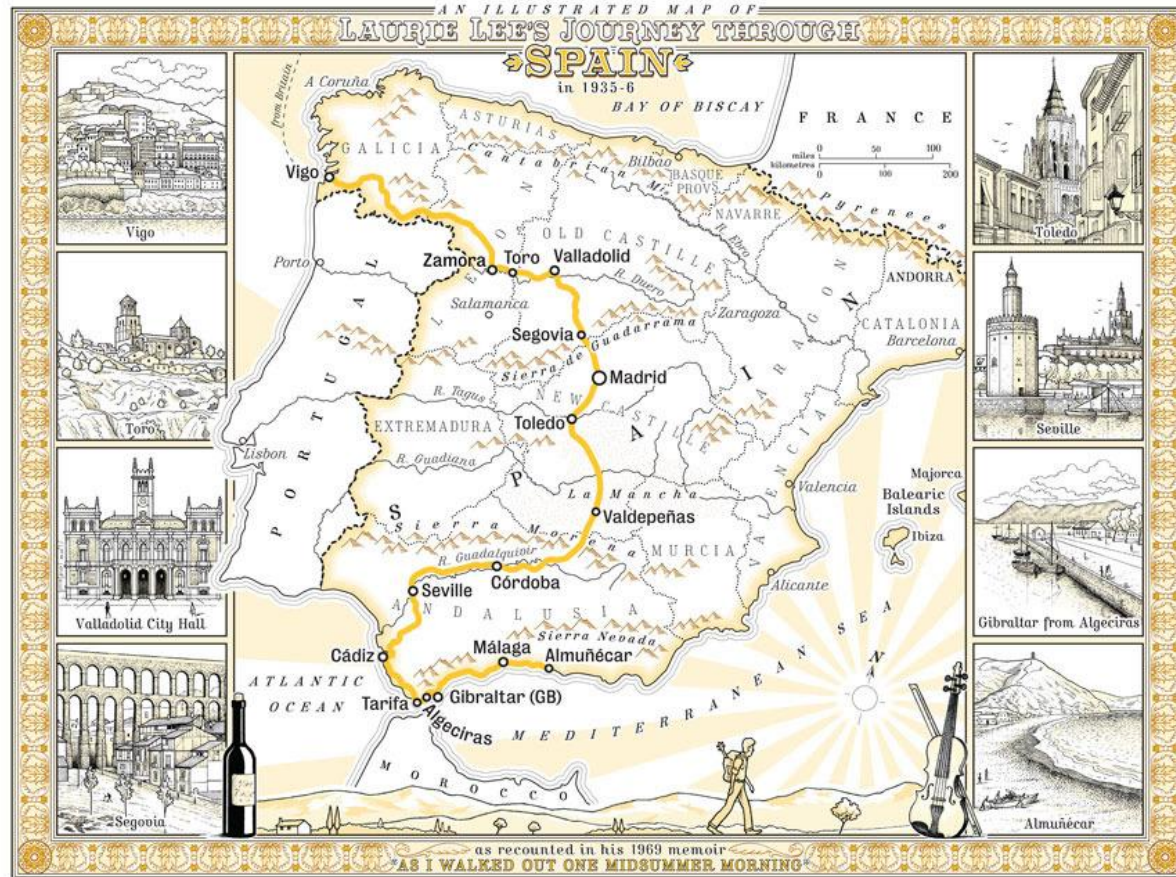 AN ILLUSTRATED MAP OF
LAURIE LEE'S JOURNEY THROUGH
SPAIN
in 1935-6
Vigo
Toro
Valladolid City Hall
Segovia
Toledo
Seville
Gibraltar from Algeciras
Almuñécar
from Britain
A Coruña
BAY OF BISCAY
FRANCE
miles
0 50 100
kilometres
0 100 200
ASTURIAS
GALICIA
Cantabrian Mts
Bilbao
BASQUE
PROVS
NAVARRE
Pyrenees
Vigo
R. Ebro
LEON
OLD CASTILLE
ANDORRA
Porto
Zamòra
Toro
Valladolid
R. Duero
Salamanca
Zaragoza
ARAGON
CATALONIA
Barcelona
PORTUGAL
Segovia
Sierra de Guadarrama
Madrid
SPAIN
R. Tagus
NEW CASTILE
Toledo
EXTREMADURA
Lisbon
R. Guadiana
La Mancha
VALENCIA
Valencia
Majorca
Balearic
Islands
Ibiza
Valdepeñas
Sierra Morena
MURCIA
R. Guadalquivir
Córdoba
Alicante
Seville
ANDALUSIA
Sierra Nevada
Cádiz
Málaga
Almuñécar
ATLANTIC
OCEAN
Tarifa
Algeciras
Gibraltar (GB)
MEDITERRANEAN SEA
N
MOROCCO
as recounted in his 1969 memoir
"AS I WALKED OUT ONE MIDSUMMER MORNING"